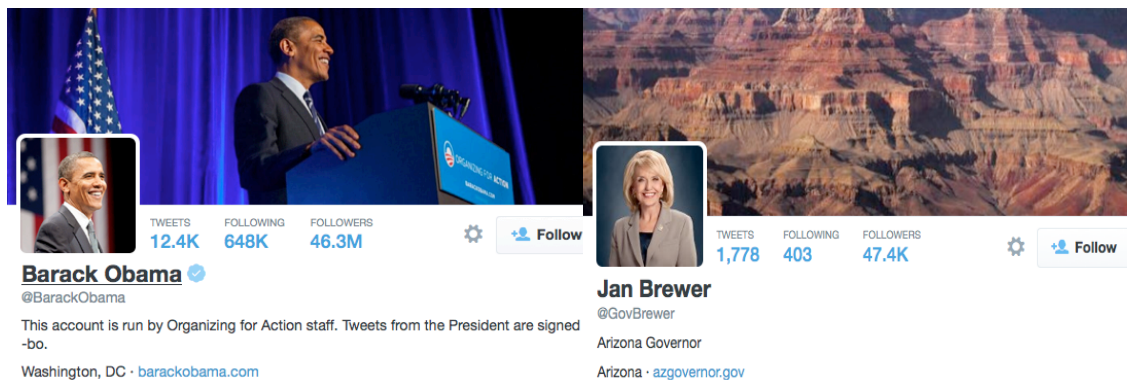 ORGANIZING FOR ACTION
BARACKOBAMA.COM
TWEETS FOLLOWING FOLLOWERS
12.4K 648K 46.3M
Follow
Barack Obama
@BarackObama
This account is run by Organizing for Action staff. Tweets from the President are signed
-bo.
Washington, DC · barackobama.com
TWEETS FOLLOWING FOLLOWERS
1,778 403 47.4K
Follow
Jan Brewer
@GovBrewer
Arizona Governor
Arizona · azgovernor.gov